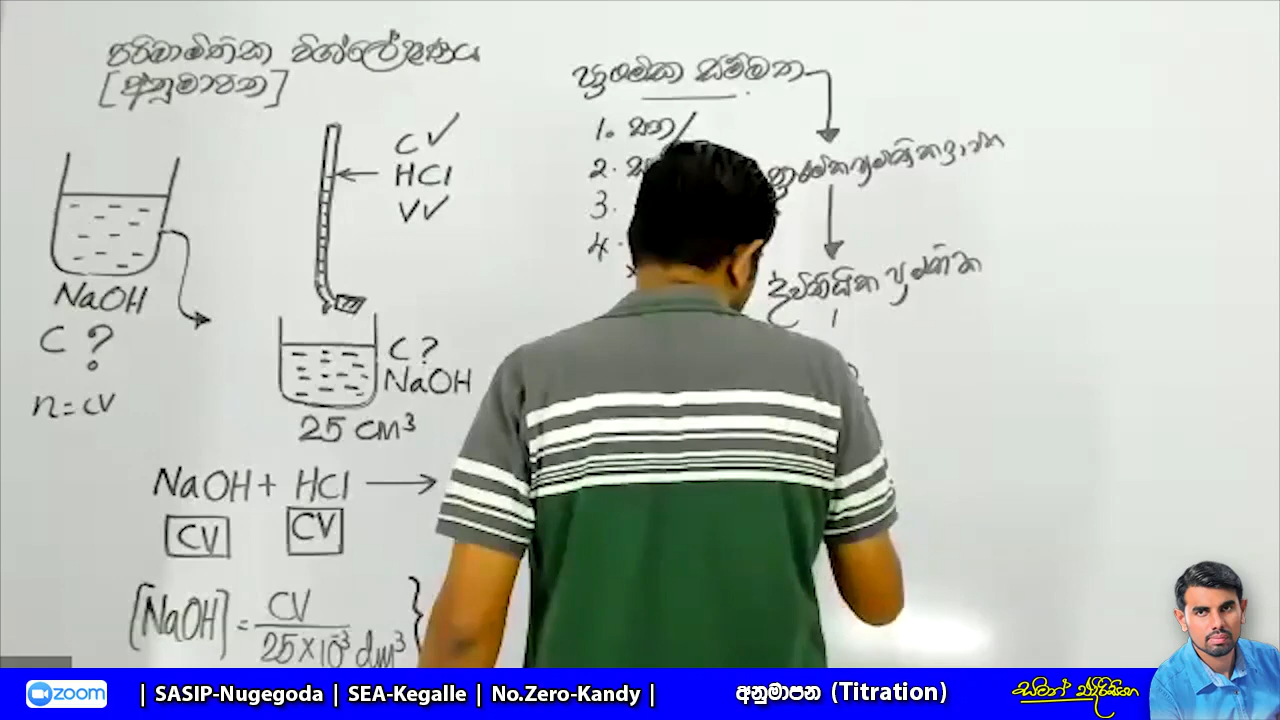 පරිමාමිතික විශ්ලේෂණය
[අනුමාපන]
NaOH
C ?
n = CV
C ✓
HCl
V ✓
C ?
NaOH
25 cm³
NaOH + HCl →
CV CV
[NaOH] = CV / 25 × 10⁻³ dm³ }
ප්‍රාථමික සම්මත
1. ඝන /
2.
3.
4.
ද්විතීයික ප්‍රමාණික
zoom
| SASIP-Nugegoda | SEA-Kegalle | No.Zero-Kandy |
අනුමාපන (Titration)